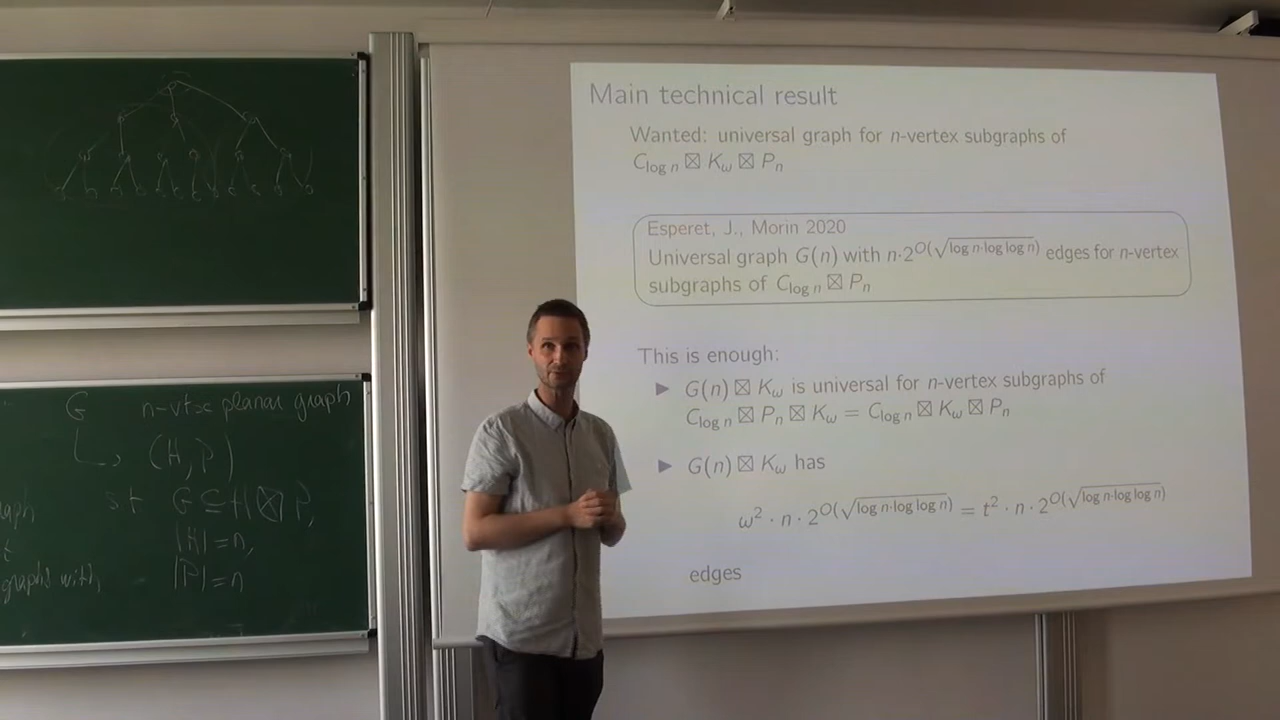 G n-vtx planar graph
(H, P)
st G ⊆ H ⊠ P,
|H| = n,
graphs with |P| = n
Main technical result
Wanted: universal graph for n-vertex subgraphs of
C_{log n} ⊠ K_ω ⊠ P_n
Esperet, J., Morin 2020
Universal graph G(n) with n·2^{O(√(log n·log log n))} edges for n-vertex
subgraphs of C_{log n} ⊠ P_n
This is enough:
▶ G(n) ⊠ K_ω is universal for n-vertex subgraphs of
C_{log n} ⊠ P_n ⊠ K_ω = C_{log n} ⊠ K_ω ⊠ P_n
▶ G(n) ⊠ K_ω has
ω² · n · 2^{O(√(log n·log log n))} = t² · n · 2^{O(√(log n·log log n))}
edges